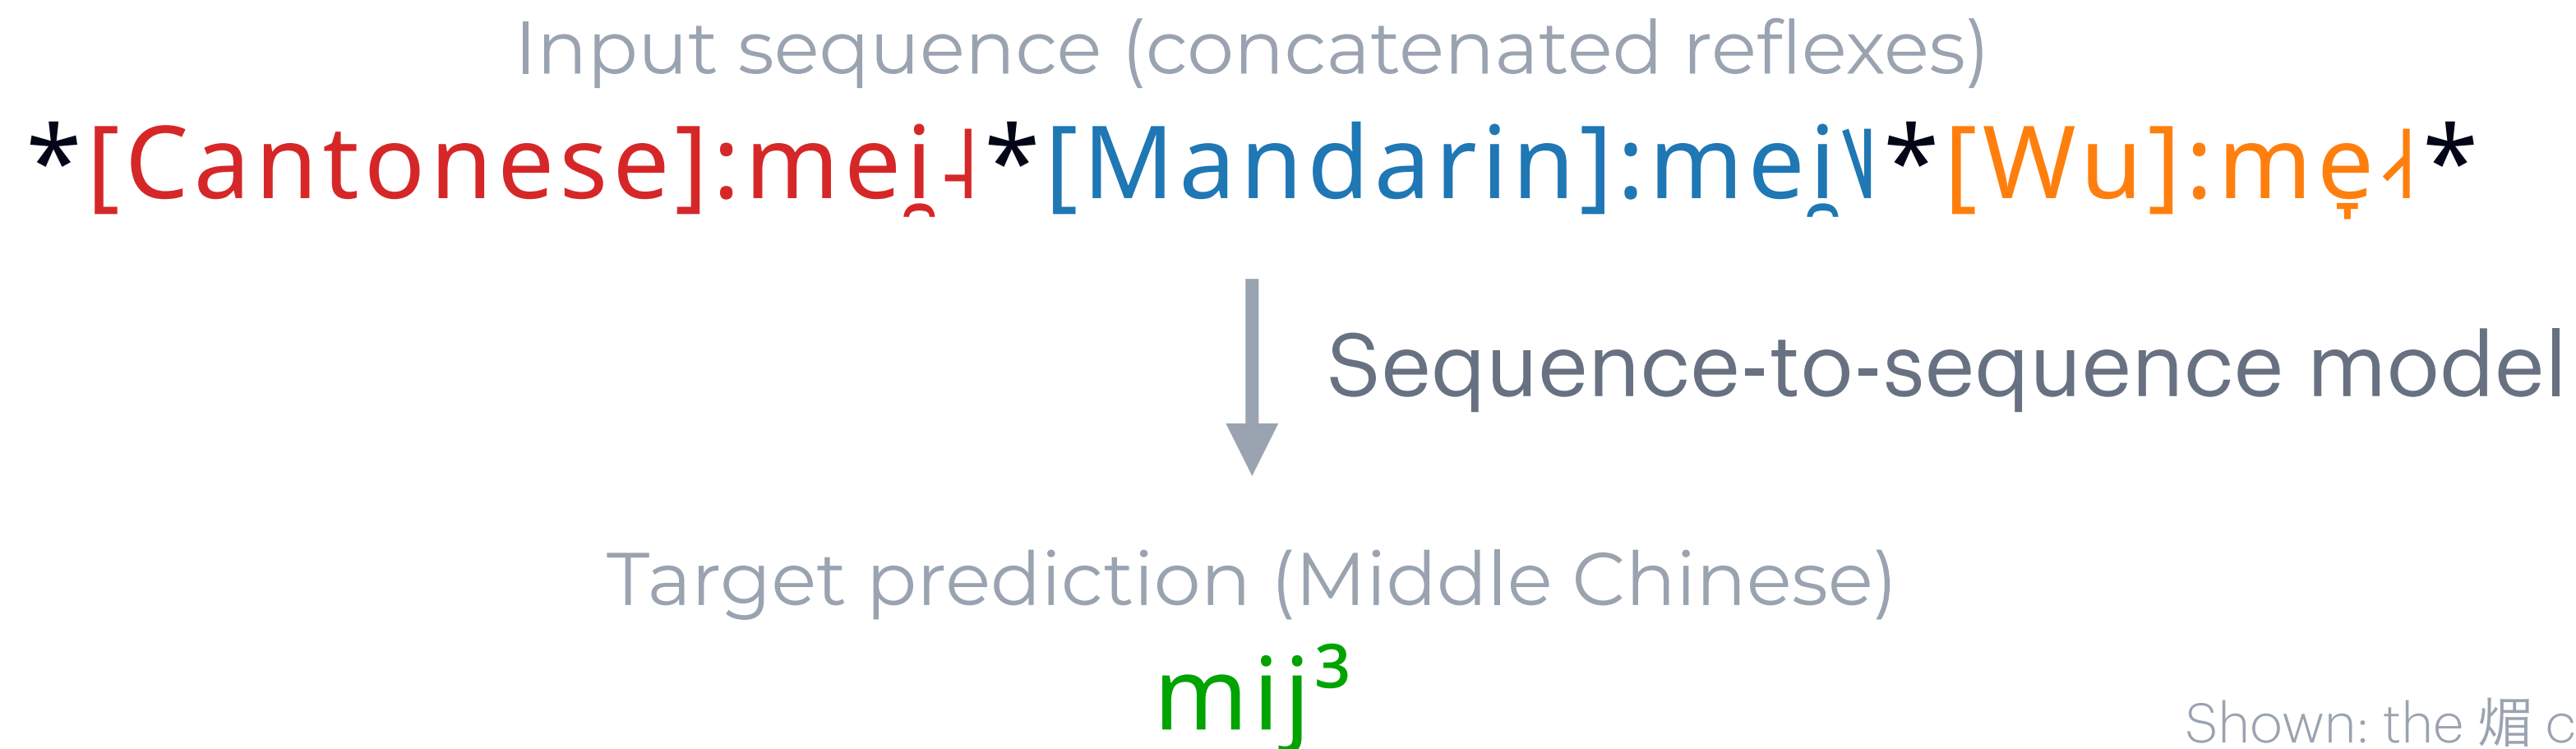 Input sequence (concatenated reflexes)
*[Cantonese]:mei̯˧*[Mandarin]:mei̯˥˩*[Wu]:me̞˨˦*
Sequence-to-sequence model
Target prediction (Middle Chinese)
mij³
Shown: the 煝 c